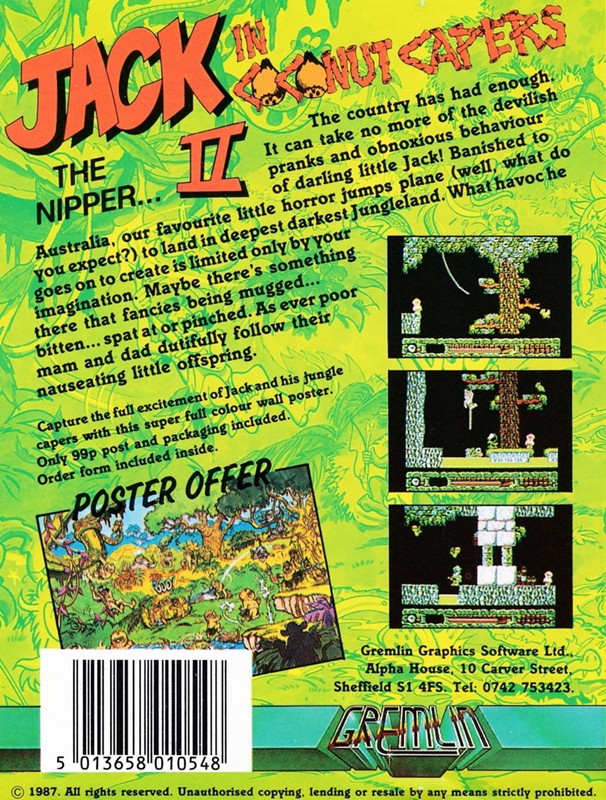 JACK IN COCONUT CAPERS
THE II
NIPPER...
The country has had enough.
It can take no more of the devilish
pranks and obnoxious behaviour
of darling little Jack! Banished to
Australia, our favourite little horror jumps plane (well, what do
you expect?) to land in deepest darkest Jungleland. What havoc he
goes on to create is limited only by your
imagination. Maybe there's something
there that fancies being mugged...
bitten... spat at or pinched. As ever poor
mam and dad dutifully follow their
nauseating little offspring.
Capture the full excitement of Jack and his jungle
capers with this super full colour wall poster.
Only 99p post and packaging included.
Order form included inside.
POSTER OFFER
Gremlin Graphics Software Ltd.,
Alpha House, 10 Carver Street,
Sheffield S1 4FS. Tel: 0742 753423.
GREMLIN
5 013658 010548
© 1987. All rights reserved. Unauthorised copying, lending or resale by any means strictly prohibited.